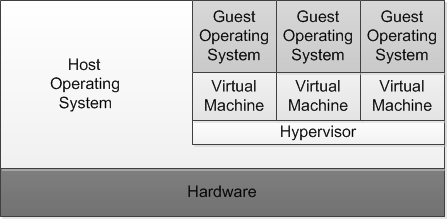 Host
Operating
System
Guest
Operating
System
Guest
Operating
System
Guest
Operating
System
Virtual
Machine
Virtual
Machine
Virtual
Machine
Hypervisor
Hardware